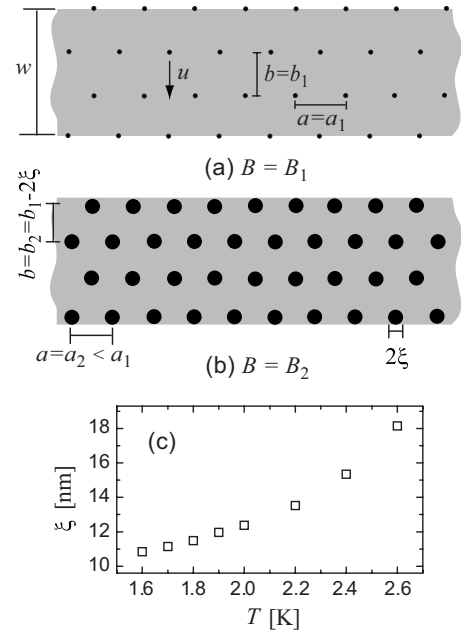 w
u
b=b₁
a=a₁
(a) B = B₁
b=b₂=b₁-2ξ
a=a₂ < a₁
(b) B = B₂
2ξ
(c)
ξ [nm]
18
16
14
12
10
1.6 1.8 2.0 2.2 2.4 2.6
T [K]